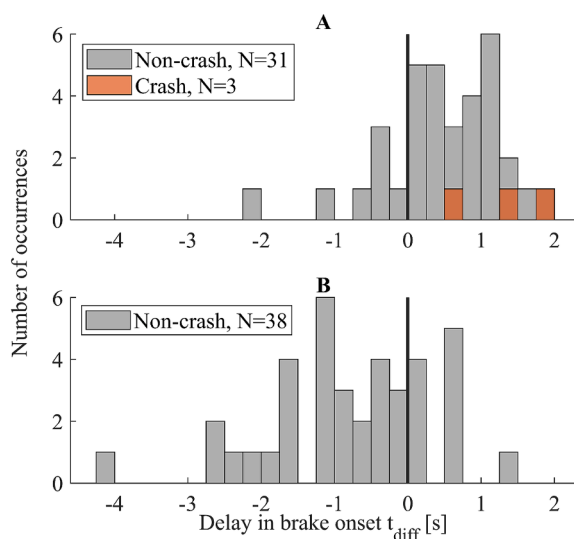 A
6
Non-crash, N=31
Crash, N=3
4
2
0
-4 -3 -2 -1 0 1 2
Number of occurrences
B
6
Non-crash, N=38
4
2
0
-4 -3 -2 -1 0 1 2
Delay in brake onset t_diff [s]